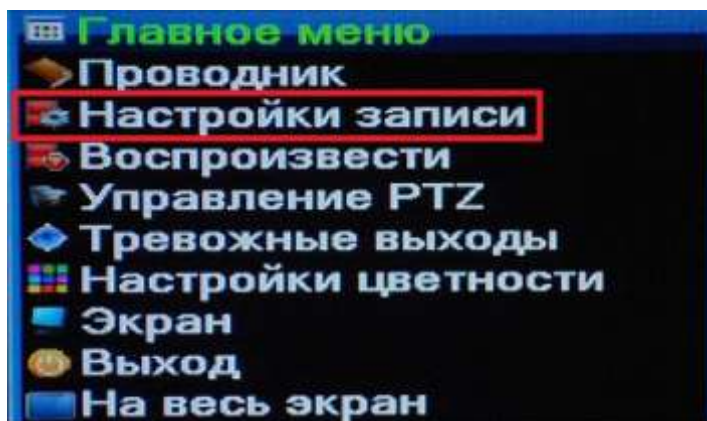 Главное меню
Проводник
Настройки записи
Воспроизвести
Управление PTZ
Тревожные выходы
Настройки цветности
Экран
Выход
На весь экран